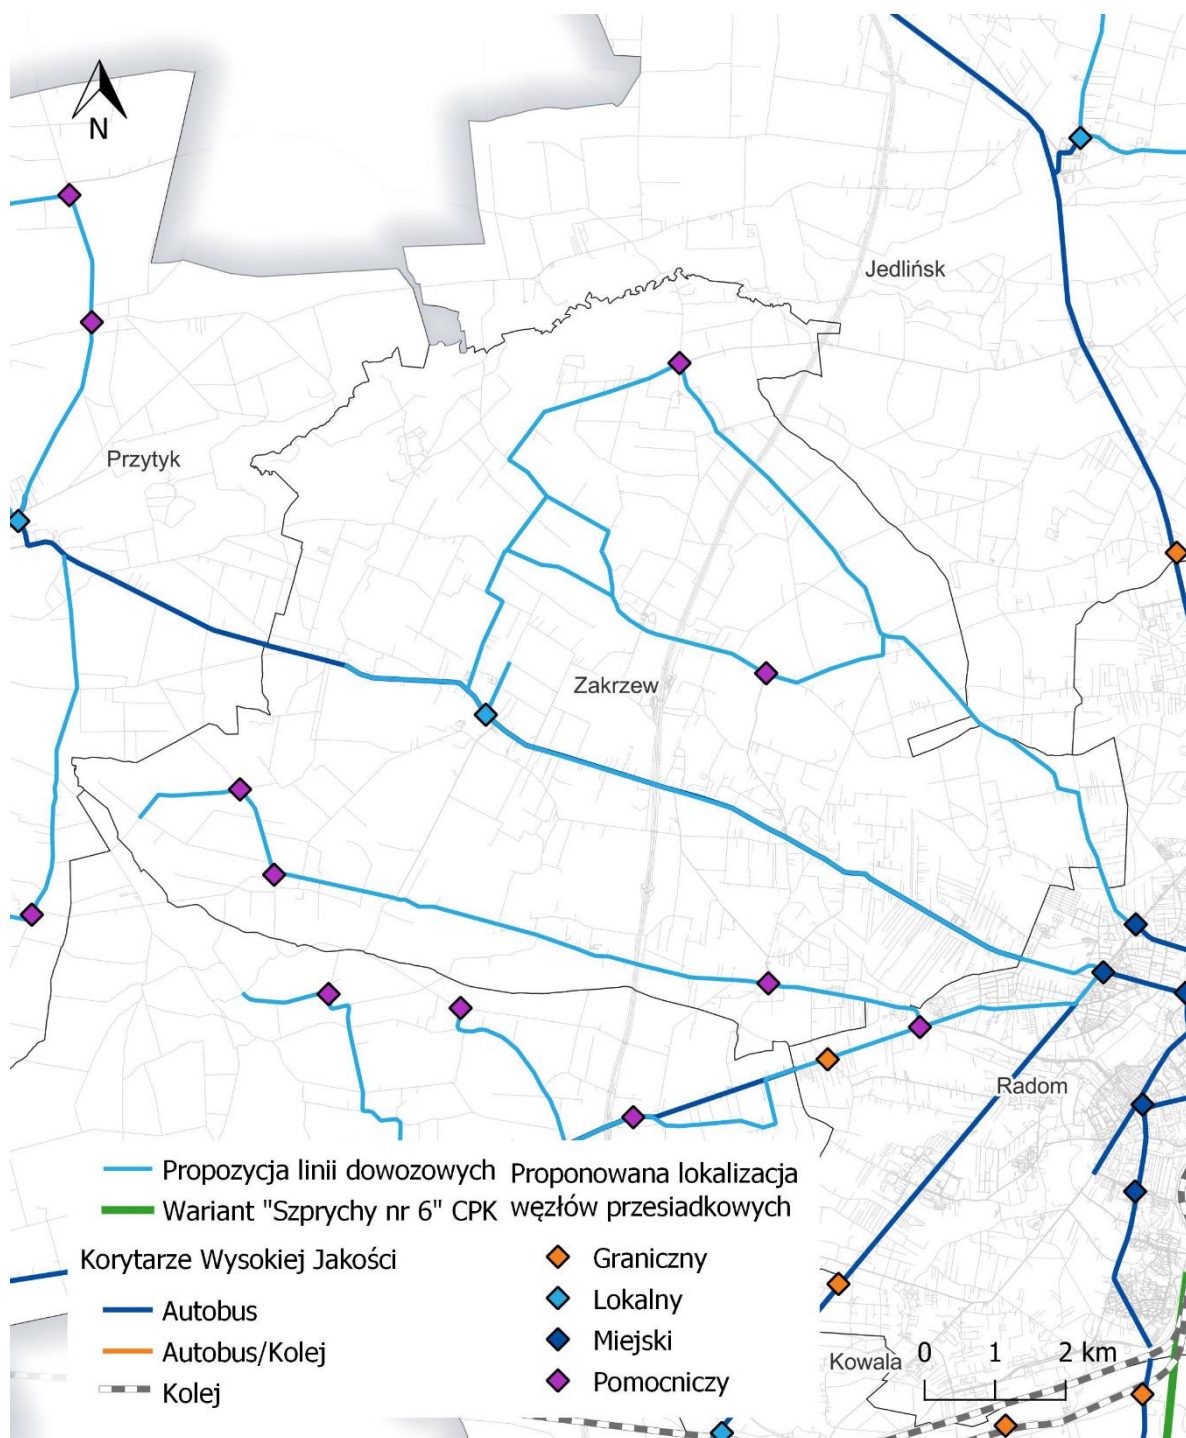 N
Jedlińsk
Przytyk
Zakrzew
Radom
Propozycja linii dowozowych
Wariant "Szprychy nr 6" CPK
Korytarze Wysokiej Jakości
Autobus
Autobus/Kolej
Kolej
Proponowana lokalizacja
węzłów przesiadkowych
Graniczny
Lokalny
Miejski
Pomocniczy
Kowala
0 1 2 km